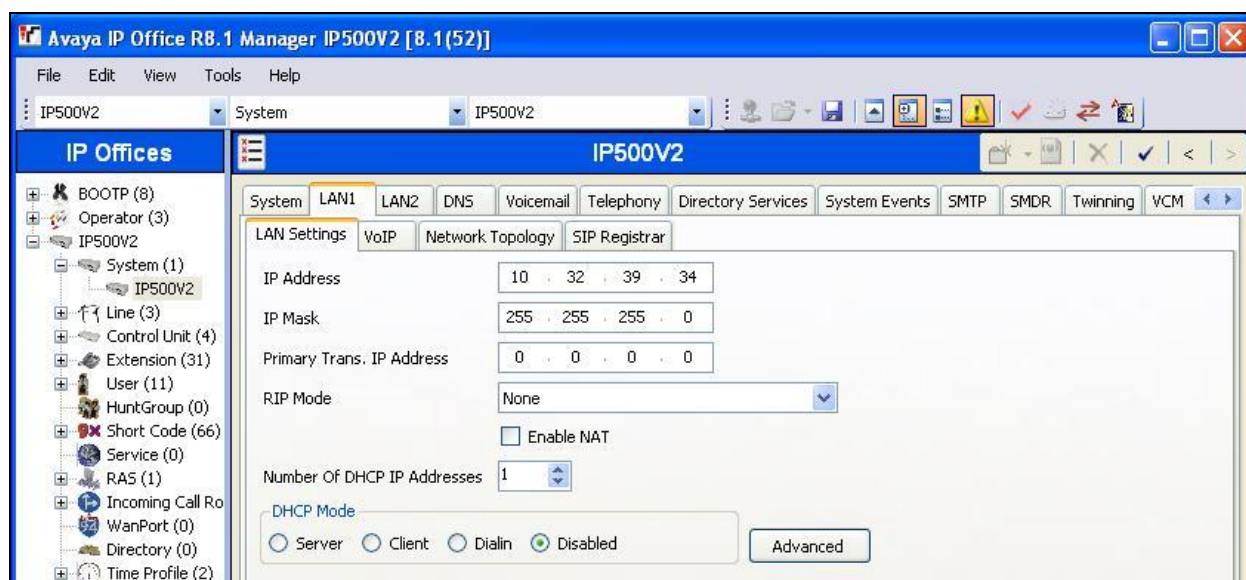 Avaya IP Office R8.1 Manager IP500V2 [8.1(52)]
File Edit View Tools Help
IP500V2 System IP500V2
IP Offices
BOOTP (8)
Operator (3)
IP500V2
System (1)
IP500V2
Line (3)
Control Unit (4)
Extension (31)
User (11)
HuntGroup (0)
Short Code (66)
Service (0)
RAS (1)
Incoming Call Ro
WanPort (0)
Directory (0)
Time Profile (2)
IP500V2
System LAN1 LAN2 DNS Voicemail Telephony Directory Services System Events SMTP SMDR Twinning VCM
LAN Settings VoIP Network Topology SIP Registrar
IP Address 10 . 32 . 39 . 34
IP Mask 255 . 255 . 255 . 0
Primary Trans. IP Address 0 . 0 . 0 . 0
RIP Mode None
Enable NAT
Number Of DHCP IP Addresses 1
DHCP Mode
Server Client Dialin Disabled Advanced